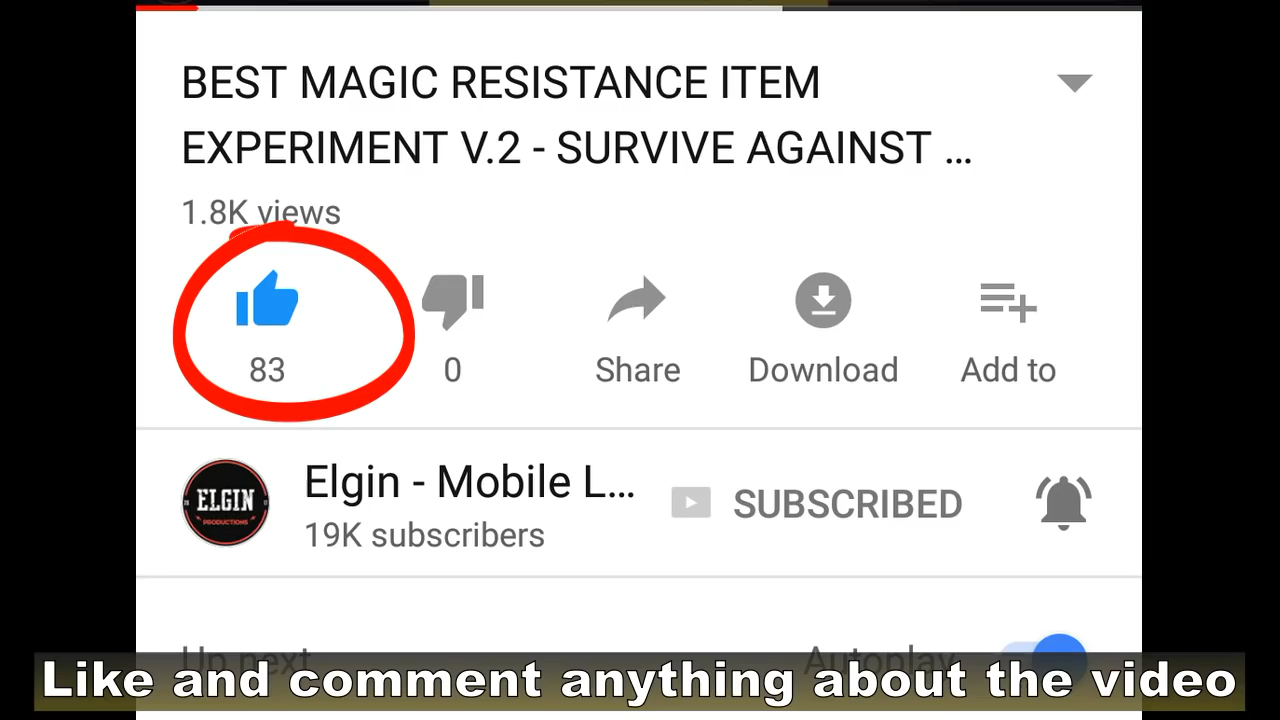 BEST MAGIC RESISTANCE ITEM
EXPERIMENT V.2 - SURVIVE AGAINST ...
1.8K views
83
0
Share
Download
Add to
ELGIN
PRODUCTIONS
Elgin - Mobile L...
19K subscribers
SUBSCRIBED
Up next
Autoplay
Like and comment anything about the video